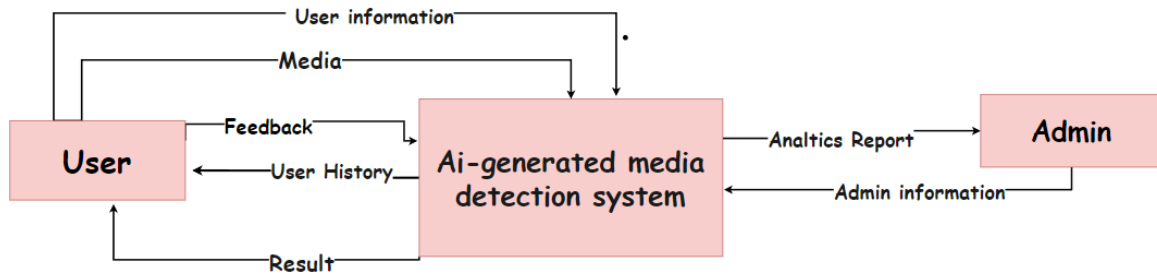 User information
Media
Feedback
User
User History
Result
Ai-generated media
detection system
Analtics Report
Admin
Admin information